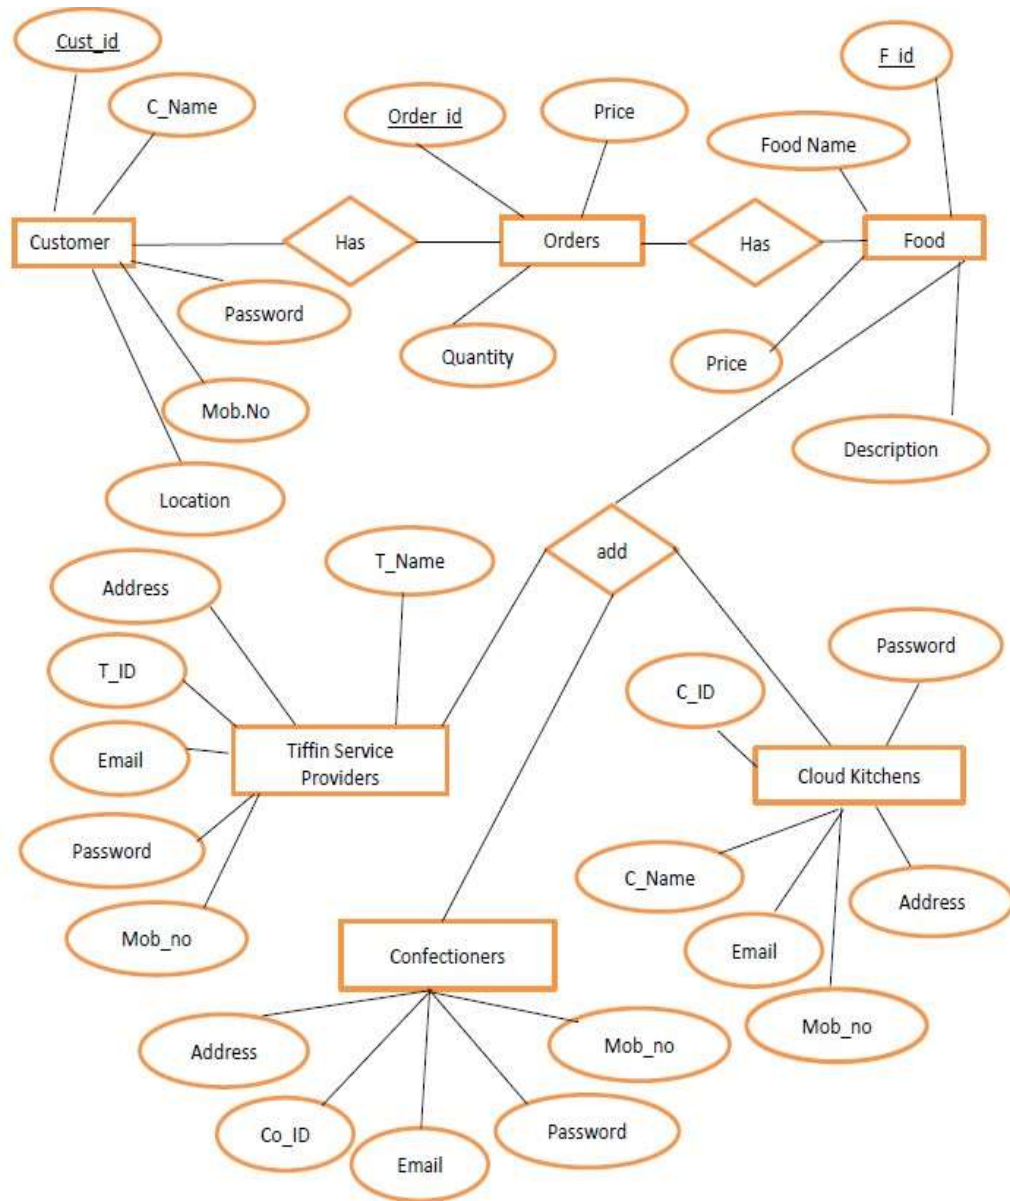 Cust_id
F_id
C_Name
Order_id
Price
Food Name
Customer
Has
Orders
Has
Food
Password
Quantity
Price
Mob.No
Description
Location
T_Name
add
Address
Password
T_ID
C_ID
Email
Tiffin Service
Providers
Cloud Kitchens
Password
C_Name
Address
Mob_no
Confectioners
Email
Mob_no
Address
Mob_no
Co_ID
Password
Email